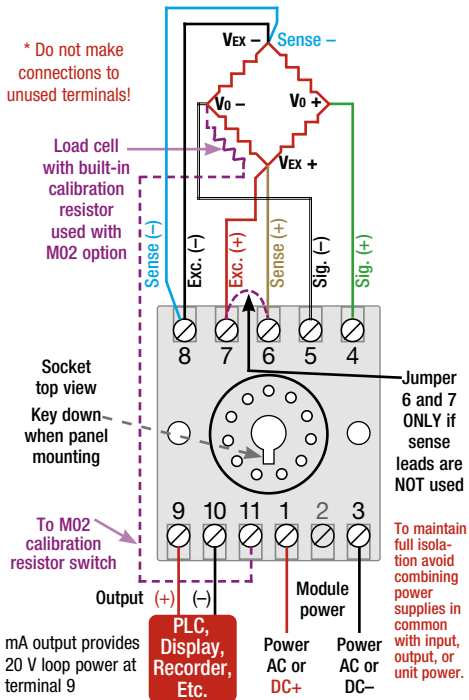 * Do not make
connections to
unused terminals!
VEX –
Sense –
VO –
VO +
VEX +
Load cell
with built-in
calibration
resistor
used with
M02 option
Sense (–)
Exc. (–)
Exc. (+)
Sense (+)
Sig. (–)
Sig. (+)
8
7
6
5
4
Socket
top view
Key down
when panel
mounting
Jumper
6 and 7
ONLY if
sense
leads are
NOT used
9
10
11
1
2
3
To M02
calibration
resistor switch
Output (+) (–)
Module
power
To maintain
full isola-
tion avoid
combining
power
supplies in
common
with input,
output, or
unit power.
mA output provides
20 V loop power at
terminal 9
PLC,
Display,
Recorder,
Etc.
Power
AC or
DC+
Power
AC or
DC–